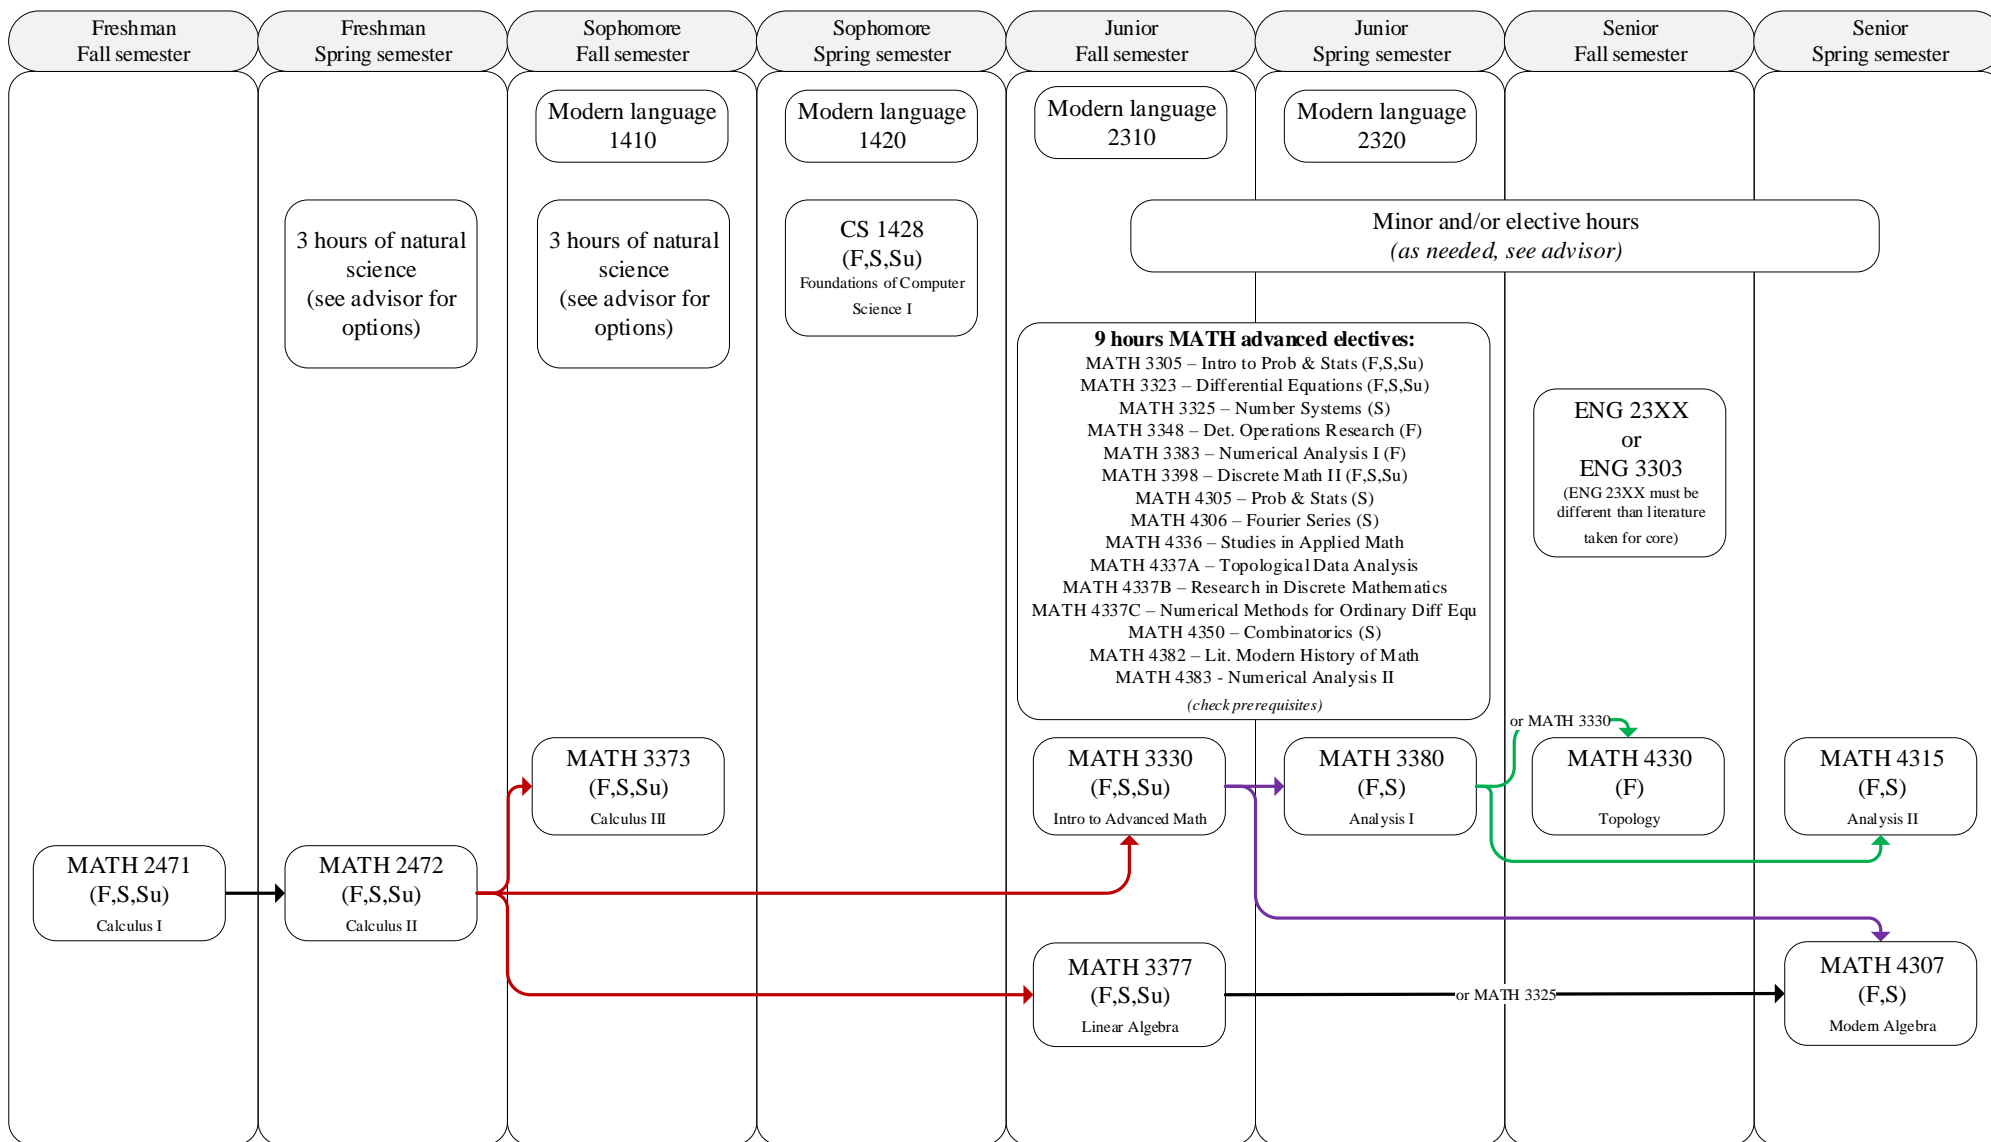 Freshman
Fall semester
Freshman
Spring semester
Sophomore
Fall semester
Sophomore
Spring semester
Junior
Fall semester
Junior
Spring semester
Senior
Fall semester
Senior
Spring semester
Modern language
1410
Modern language
1420
Modern language
2310
Modern language
2320
3 hours of natural
science
(see advisor for
options)
3 hours of natural
science
(see advisor for
options)
CS 1428
(F,S,Su)
Foundations of Computer
Science I
Minor and/or elective hours
(as needed, see advisor)
9 hours MATH advanced electives:
MATH 3305 – Intro to Prob & Stats (F,S,Su)
MATH 3323 – Differential Equations (F,S,Su)
MATH 3325 – Number Systems (S)
MATH 3348 – Det. Operations Research (F)
MATH 3383 – Numerical Analysis I (F)
MATH 3398 – Discrete Math II (F,S,Su)
MATH 4305 – Prob & Stats (S)
MATH 4306 – Fourier Series (S)
MATH 4336 – Studies in Applied Math
MATH 4337A – Topological Data Analysis
MATH 4337B – Research in Discrete Mathematics
MATH 4337C – Numerical Methods for Ordinary Diff Equ
MATH 4350 – Combinatorics (S)
MATH 4382 – Lit. Modern History of Math
MATH 4383 - Numerical Analysis II
(check prerequisites)
ENG 23XX
or
ENG 3303
(ENG 23XX must be
different than literature
taken for core)
or MATH 3330
MATH 3373
(F,S,Su)
Calculus III
MATH 3330
(F,S,Su)
Intro to Advanced Math
MATH 3380
(F,S)
Analysis I
MATH 4330
(F)
Topology
MATH 4315
(F,S)
Analysis II
MATH 2471
(F,S,Su)
Calculus I
MATH 2472
(F,S,Su)
Calculus II
MATH 3377
(F,S,Su)
Linear Algebra
or MATH 3325
MATH 4307
(F,S)
Modern Algebra